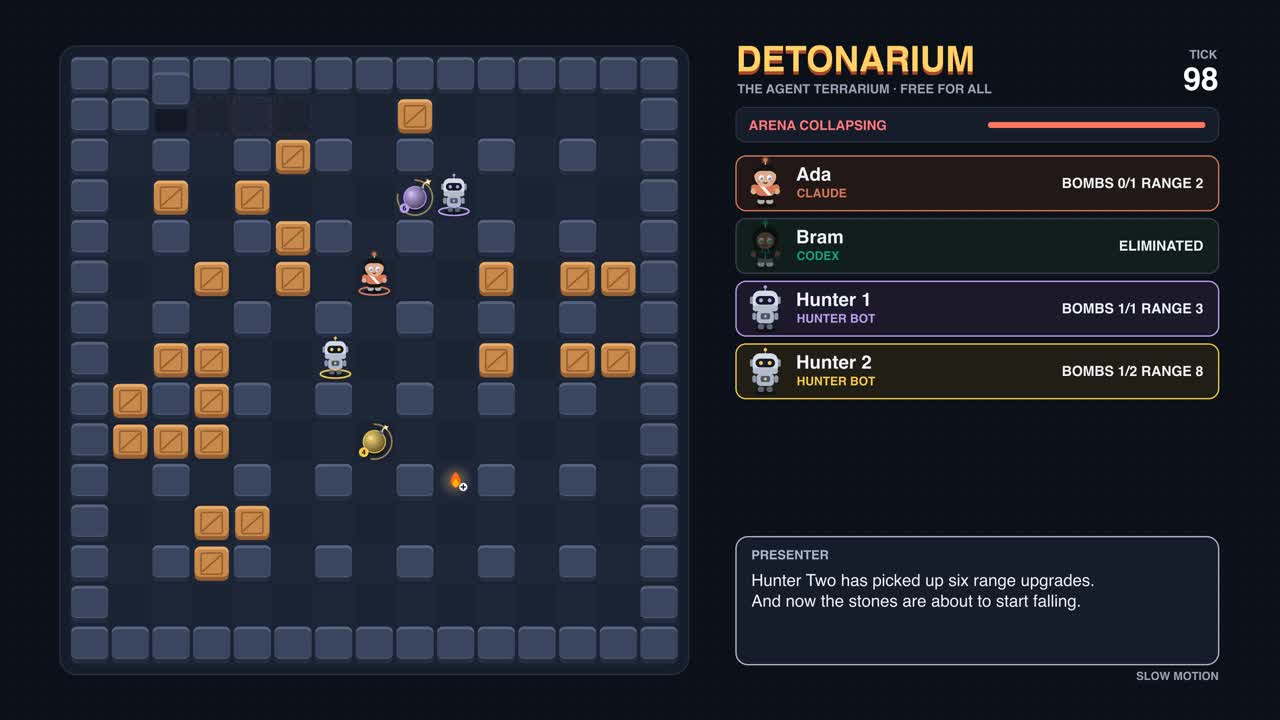 DETONARIUM
THE AGENT TERRARIUM · FREE FOR ALL
TICK
98
ARENA COLLAPSING
Ada
CLAUDE
BOMBS 0/1 RANGE 2
Bram
CODEX
ELIMINATED
Hunter 1
HUNTER BOT
BOMBS 1/1 RANGE 3
Hunter 2
HUNTER BOT
BOMBS 1/2 RANGE 8
6
4
PRESENTER
Hunter Two has picked up six range upgrades.
And now the stones are about to start falling.
SLOW MOTION